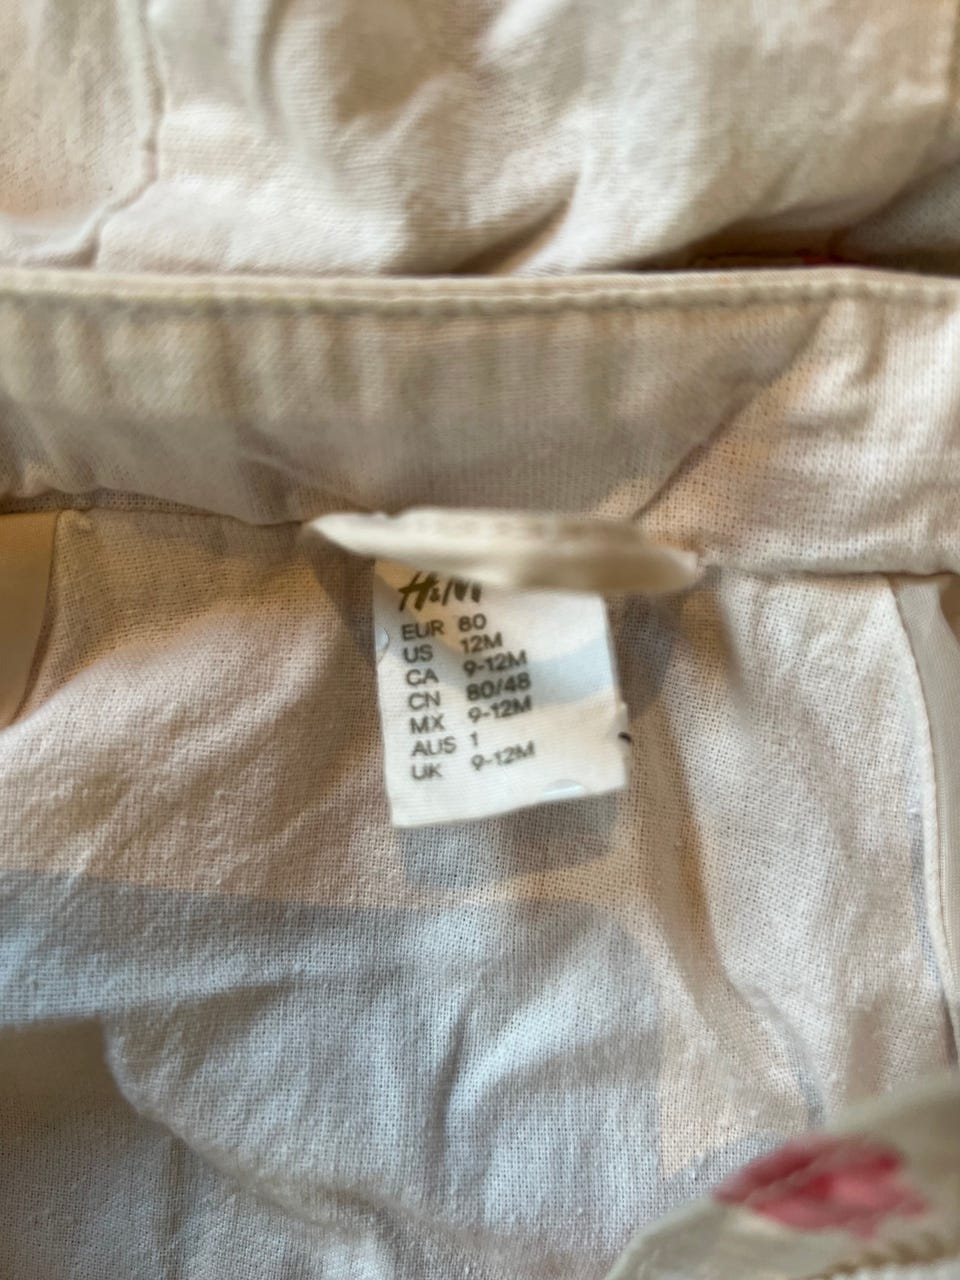 H&M
EUR 80
US 12M
CA 9-12M
CN 80/48
MX 9-12M
AUS 1
UK 9-12M